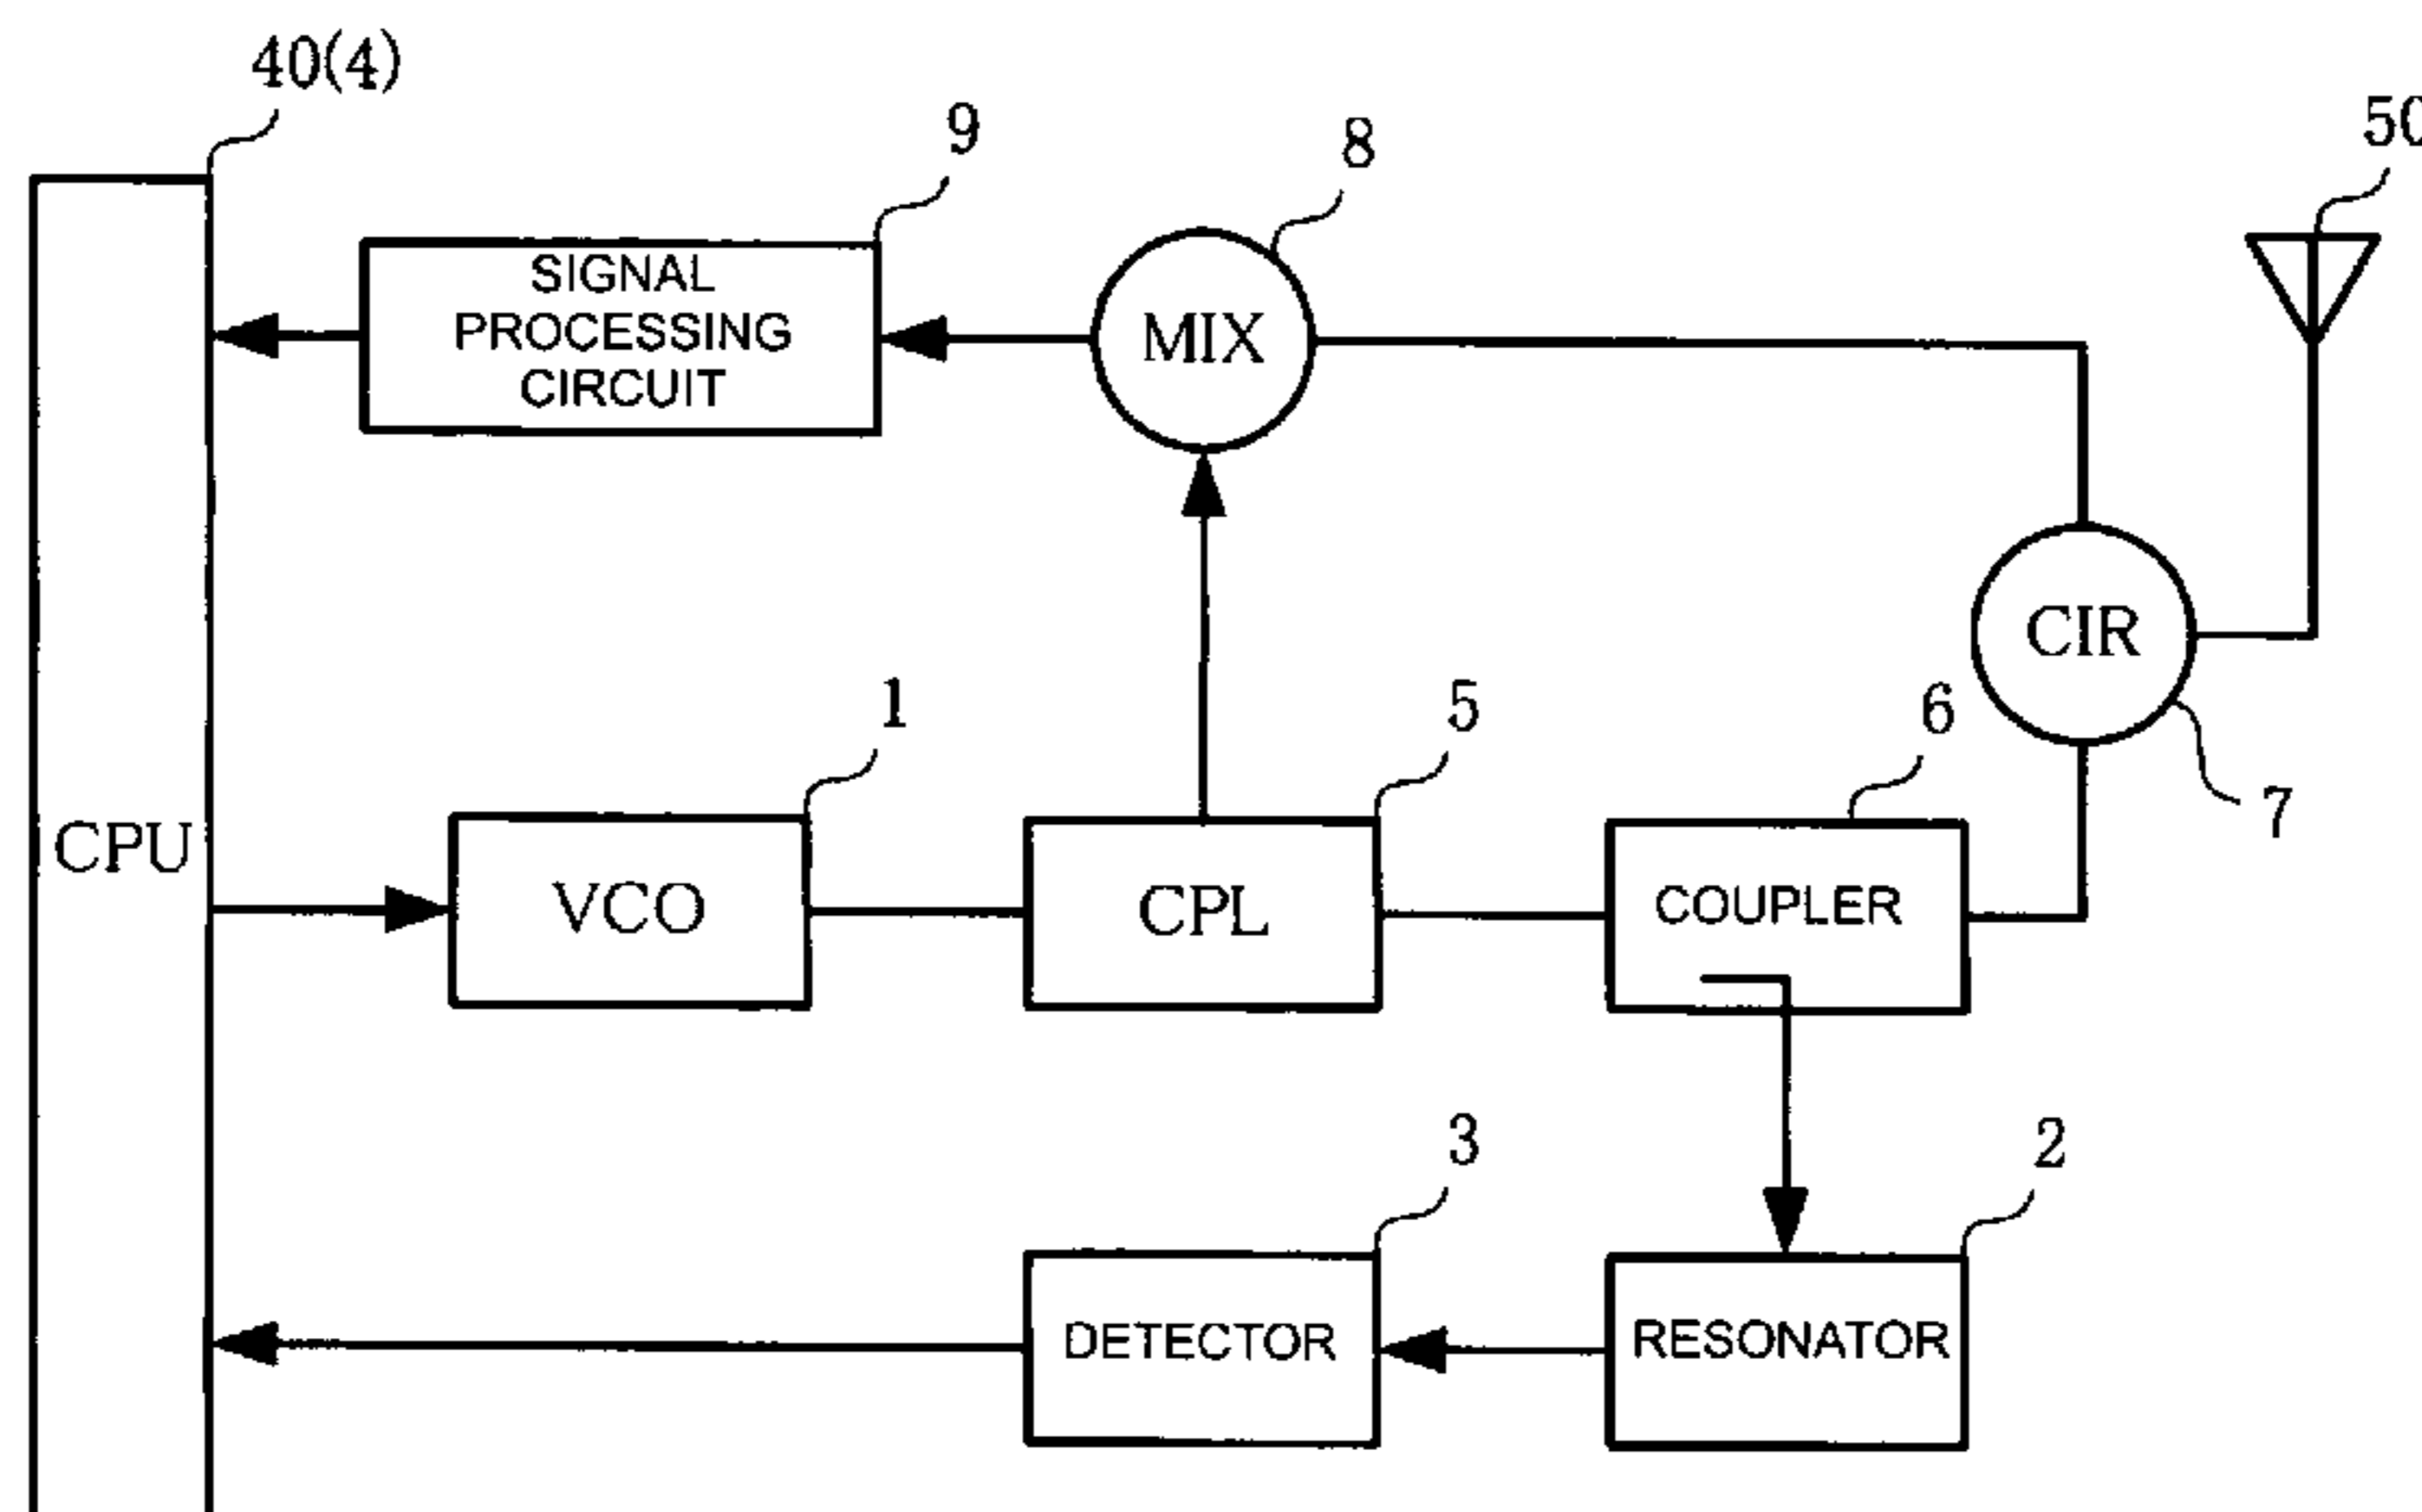 40(4)
9
8
50
SIGNAL
PROCESSING
CIRCUIT
MIX
CIR
1
5
6
7
CPU
VCO
CPL
COUPLER
3
2
DETECTOR
RESONATOR